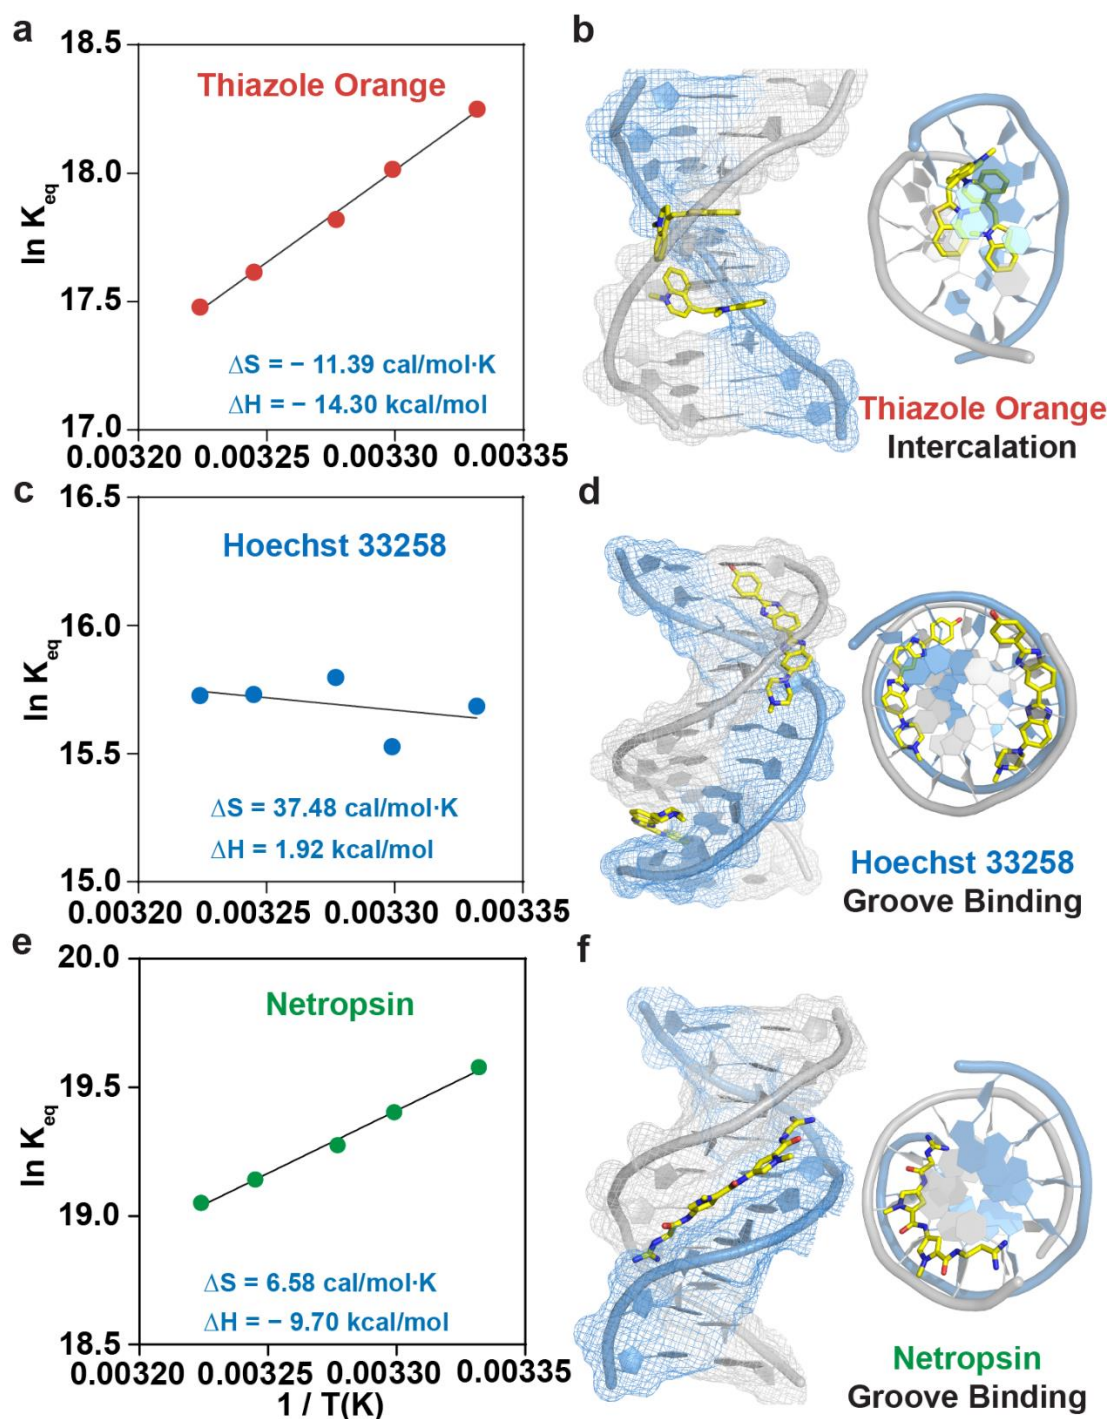 a
18.5
18.0
17.5
17.0
ln Keq
Thiazole Orange
ΔS = − 11.39 cal/mol·K
ΔH = − 14.30 kcal/mol
0.00320 0.00325 0.00330 0.00335
b
Thiazole Orange
Intercalation
c
16.5
16.0
15.5
15.0
ln Keq
Hoechst 33258
ΔS = 37.48 cal/mol·K
ΔH = 1.92 kcal/mol
0.00320 0.00325 0.00330 0.00335
d
Hoechst 33258
Groove Binding
e
20.0
19.5
19.0
18.5
ln Keq
Netropsin
ΔS = 6.58 cal/mol·K
ΔH = − 9.70 kcal/mol
0.00320 0.00325 0.00330 0.00335
1 / T(K)
f
Netropsin
Groove Binding